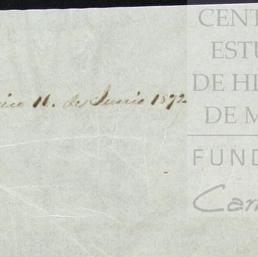 CENT
ESTU
DE HI
DE M
FUND
Car
ico 11. de Junio 1872